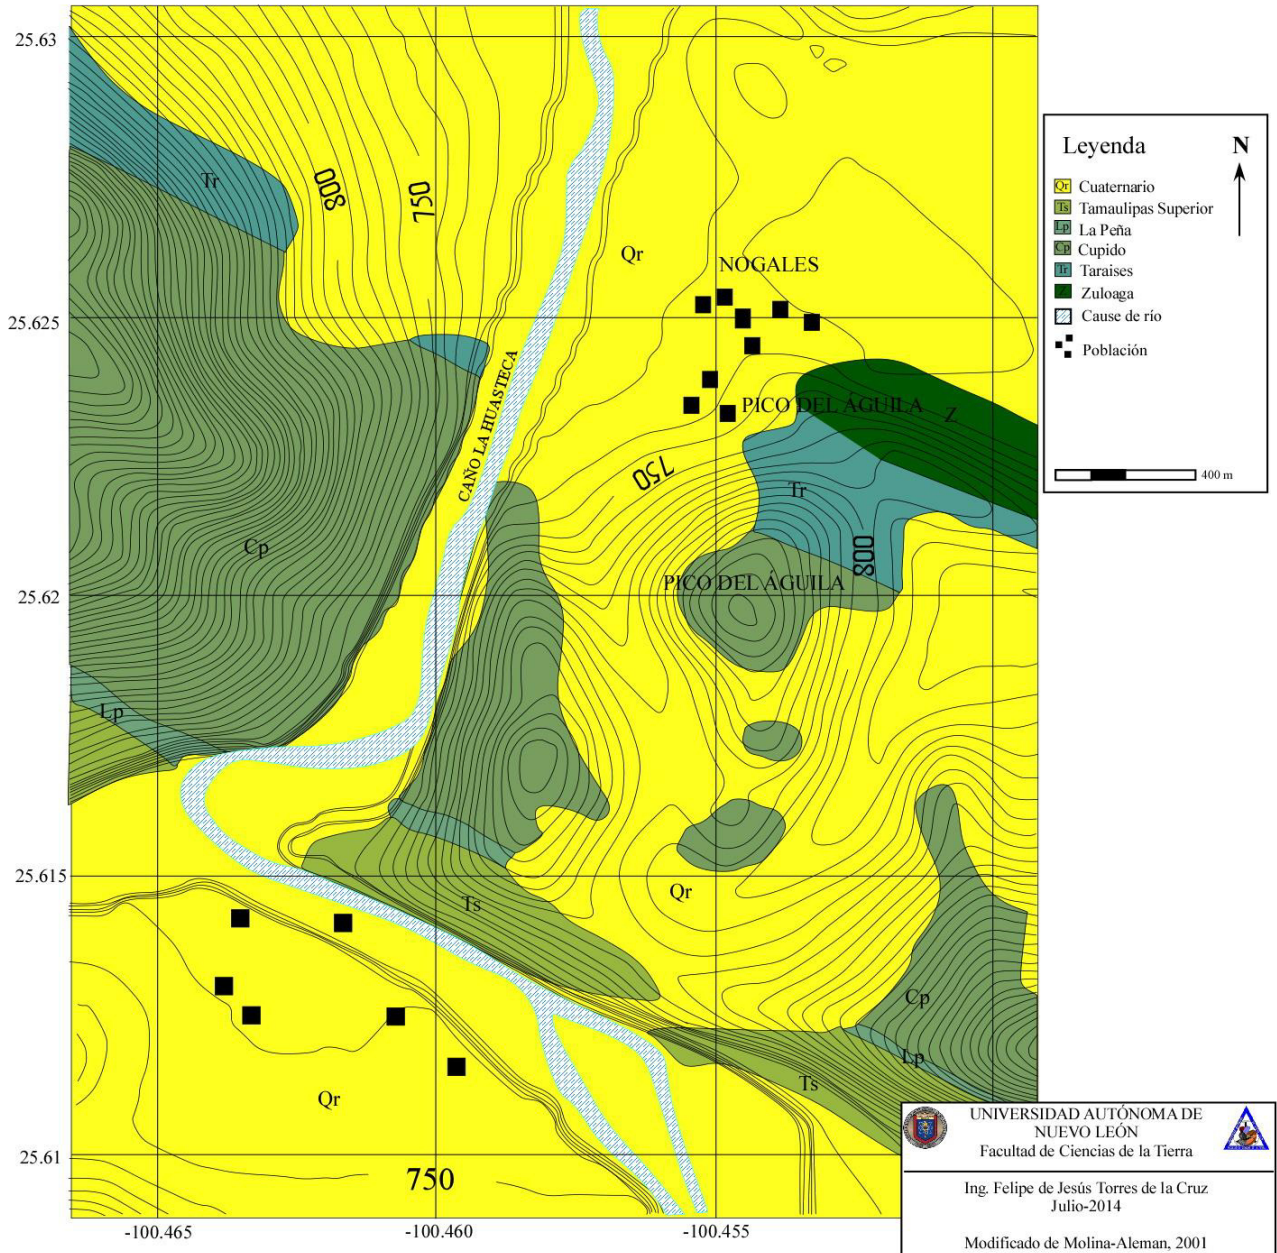 25.63
25.625
25.62
25.615
25.61
-100.465
-100.460
-100.455
Tr
800
750
Qr
NOGALES
CAÑO LA HUASTECA
PICO DEL ÁGUILA
Z
750
Tr
800
Cp
PICO DEL ÁGUILA
Lp
Ts
Qr
Cp
Lp
Ts
Qr
750
Leyenda
N
Qr Cuaternario
Ts Tamaulipas Superior
Lp La Peña
Cp Cupido
Tr Taraises
Z Zuloaga
Cause de río
Población
400 m
UNIVERSIDAD AUTÓNOMA DE
NUEVO LEÓN
Facultad de Ciencias de la Tierra
Ing. Felipe de Jesús Torres de la Cruz
Julio-2014
Modificado de Molina-Aleman, 2001